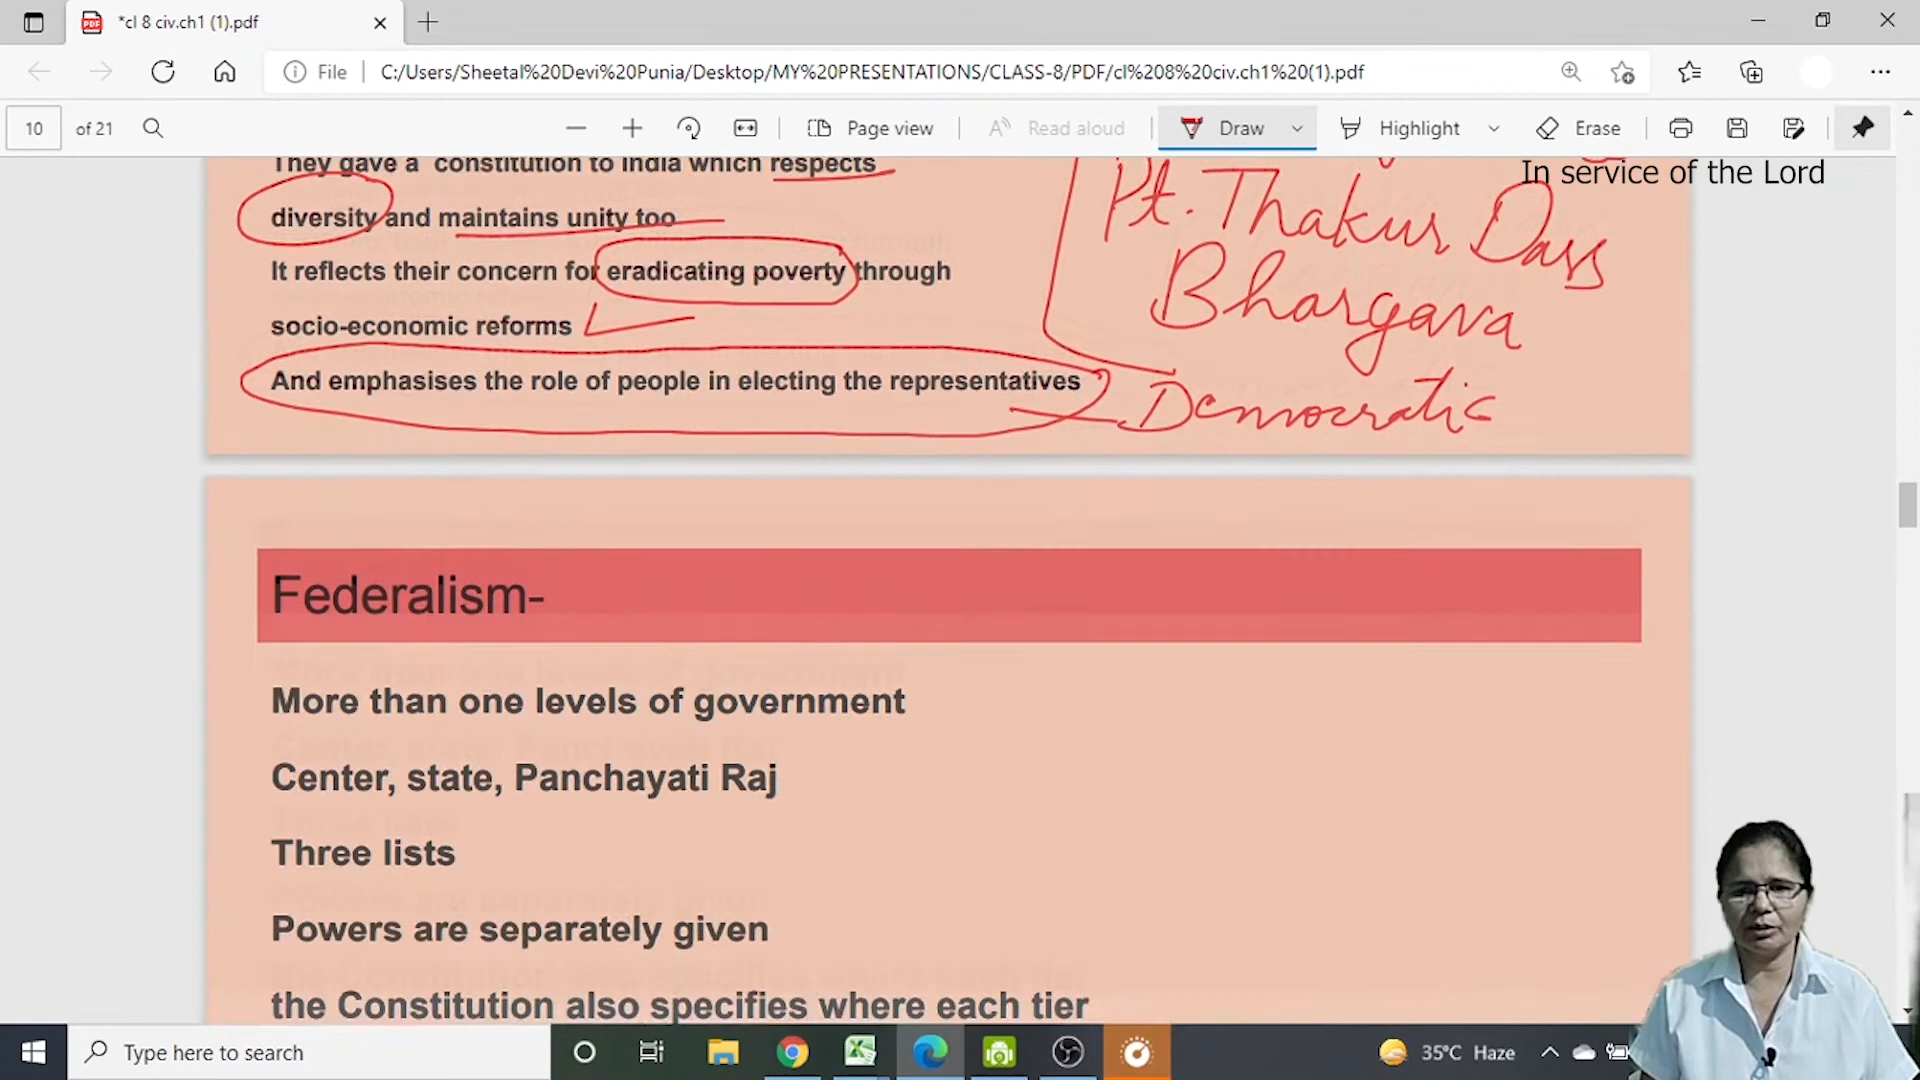 *cl 8 civ.ch1 (1).pdf
File
C:/Users/Sheetal%20Devi%20Punia/Desktop/MY%20PRESENTATIONS/CLASS-8/PDF/cl%208%20civ.ch1%20(1).pdf
10 of 21
Page view
Read aloud
Draw
Highlight
Erase
In service of the Lord
They gave a constitution to India which respects
diversity and maintains unity too
It reflects their concern for eradicating poverty through
socio-economic reforms
And emphasises the role of people in electing the representatives
Pt. Thakur Dass
Bhargava
Democratic
Federalism-
More than one levels of government
Center, state, Panchayati Raj
Three lists
Powers are separately given
the Constitution also specifies where each tier
Type here to search
35°C Haze